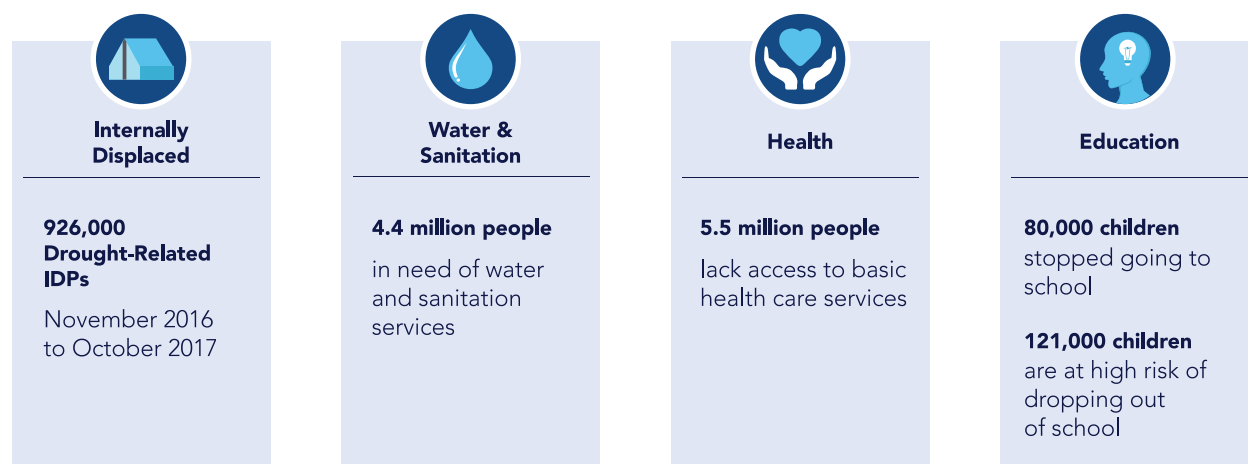 Internally
Displaced
926,000
Drought-Related
IDPs
November 2016
to October 2017
Water &
Sanitation
4.4 million people
in need of water
and sanitation
services
Health
5.5 million people
lack access to basic
health care services
Education
80,000 children
stopped going to
school
121,000 children
are at high risk of
dropping out
of school